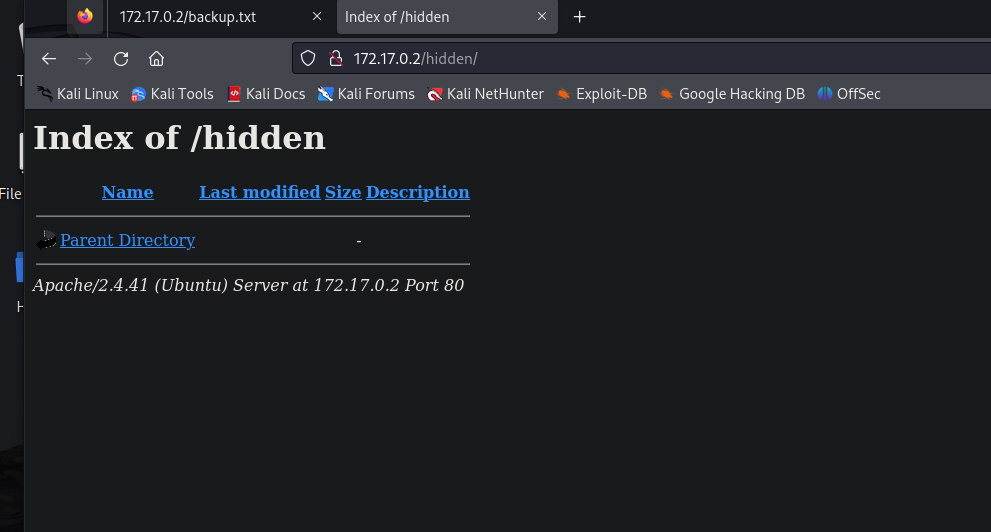 172.17.0.2/backup.txt
Index of /hidden
172.17.0.2/hidden/
Kali Linux Kali Tools Kali Docs Kali Forums Kali NetHunter Exploit-DB Google Hacking DB OffSec
Index of /hidden
Name Last modified Size Description
File
Parent Directory -
Apache/2.4.41 (Ubuntu) Server at 172.17.0.2 Port 80